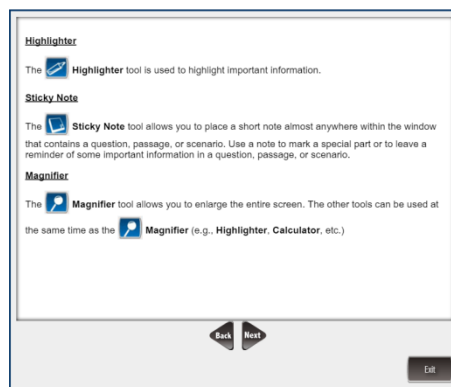 Highlighter
The Highlighter tool is used to highlight important information.
Sticky Note
The Sticky Note tool allows you to place a short note almost anywhere within the window
that contains a question, passage, or scenario. Use a note to mark a special part or to leave a
reminder of some important information in a question, passage, or scenario.
Magnifier
The Magnifier tool allows you to enlarge the entire screen. The other tools can be used at
the same time as the Magnifier (e.g., Highlighter, Calculator, etc.)
Back Next
Exit